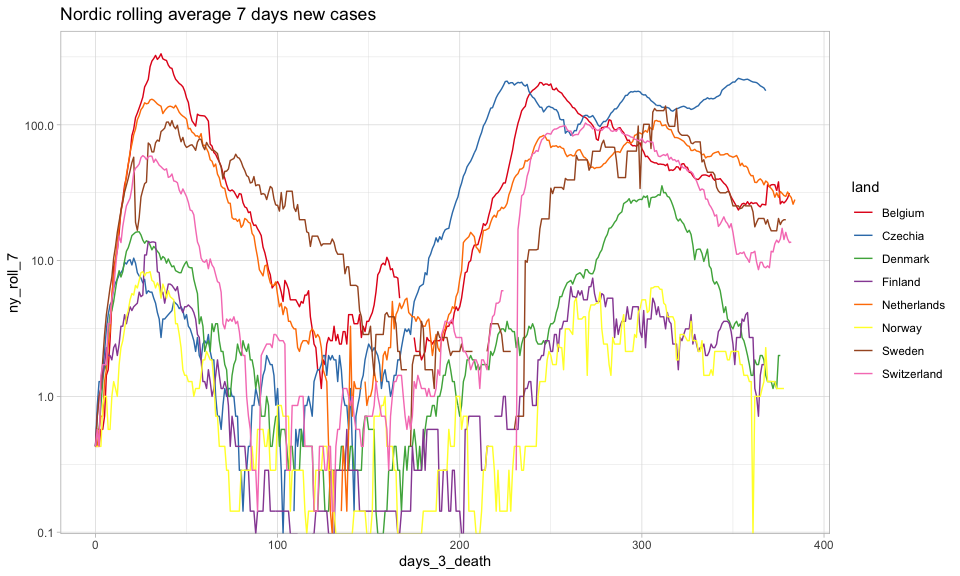 Nordic rolling average 7 days new cases
ny_roll_7
100.0
10.0
1.0
0.1
0
100
200
300
400
days_3_death
land
Belgium
Czechia
Denmark
Finland
Netherlands
Norway
Sweden
Switzerland